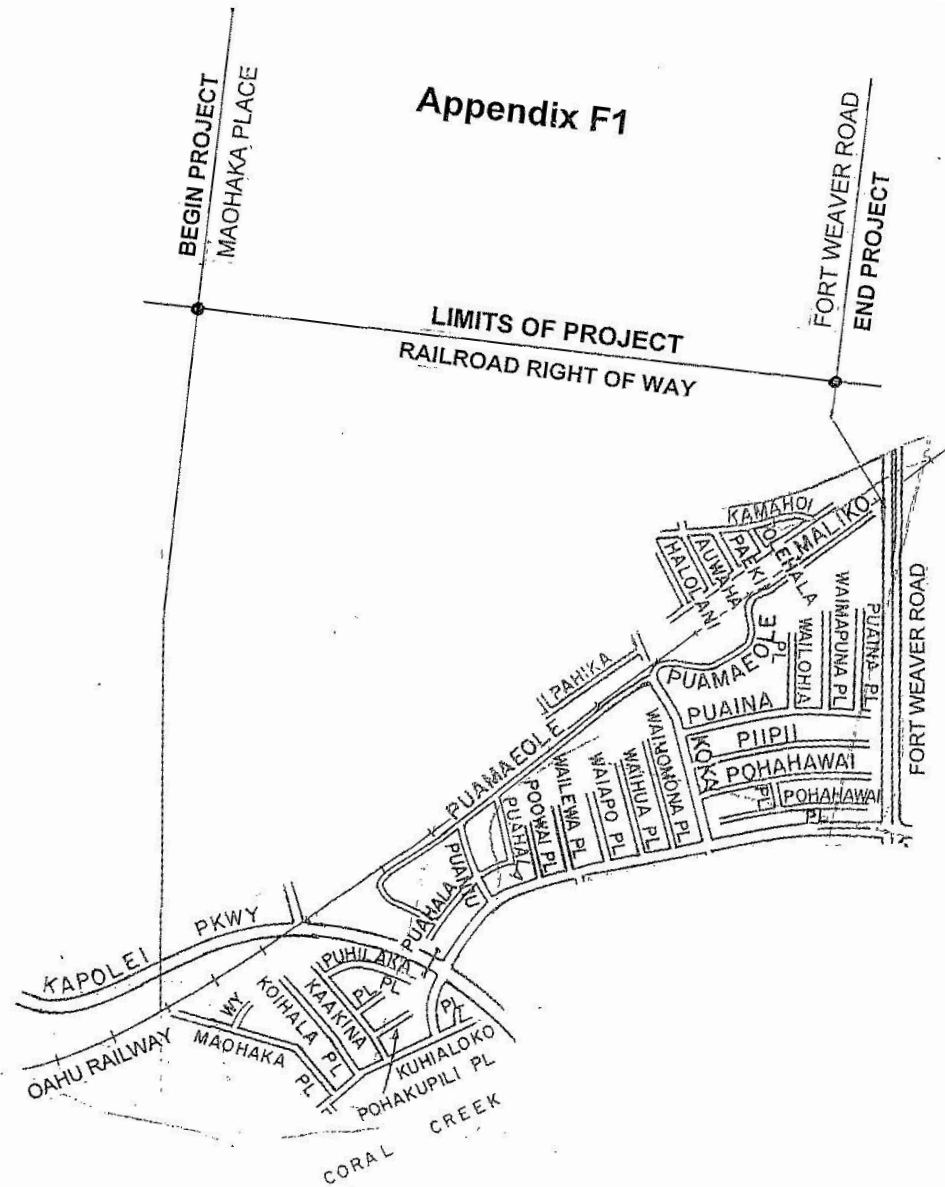 Appendix F1
BEGIN PROJECT
MAOHAKA PLACE
FORT WEAVER ROAD
END PROJECT
LIMITS OF PROJECT
RAILROAD RIGHT OF WAY
KAMAHOI
MALIKO
OLEHALA
PAEKII
AUWAHA
HALOLANI
PUAINA PL
WAIMAPUNA PL
WAILOHIA
PL
FORT WEAVER ROAD
PAHIKA
PUAMAEOLE
PUAINA
PIIPII
KOKA
POHAHAWAI
POHAHAWAI
PL
PL
PUAMAEOLE
WAIMOMONA PL
WAIHUA PL
WAIAPO PL
WAILEWA PL
POOWAI PL
PUAHALA
PUANIU
PUAHALA
KAPOLEI PKWY
PUHILAKA
PL
PL
PL
KAAKINA
KOIHALA PL
WY
MAOHAKA PL
OAHU RAILWAY
KUHIALOKO
POHAKUPILI PL
CORAL CREEK